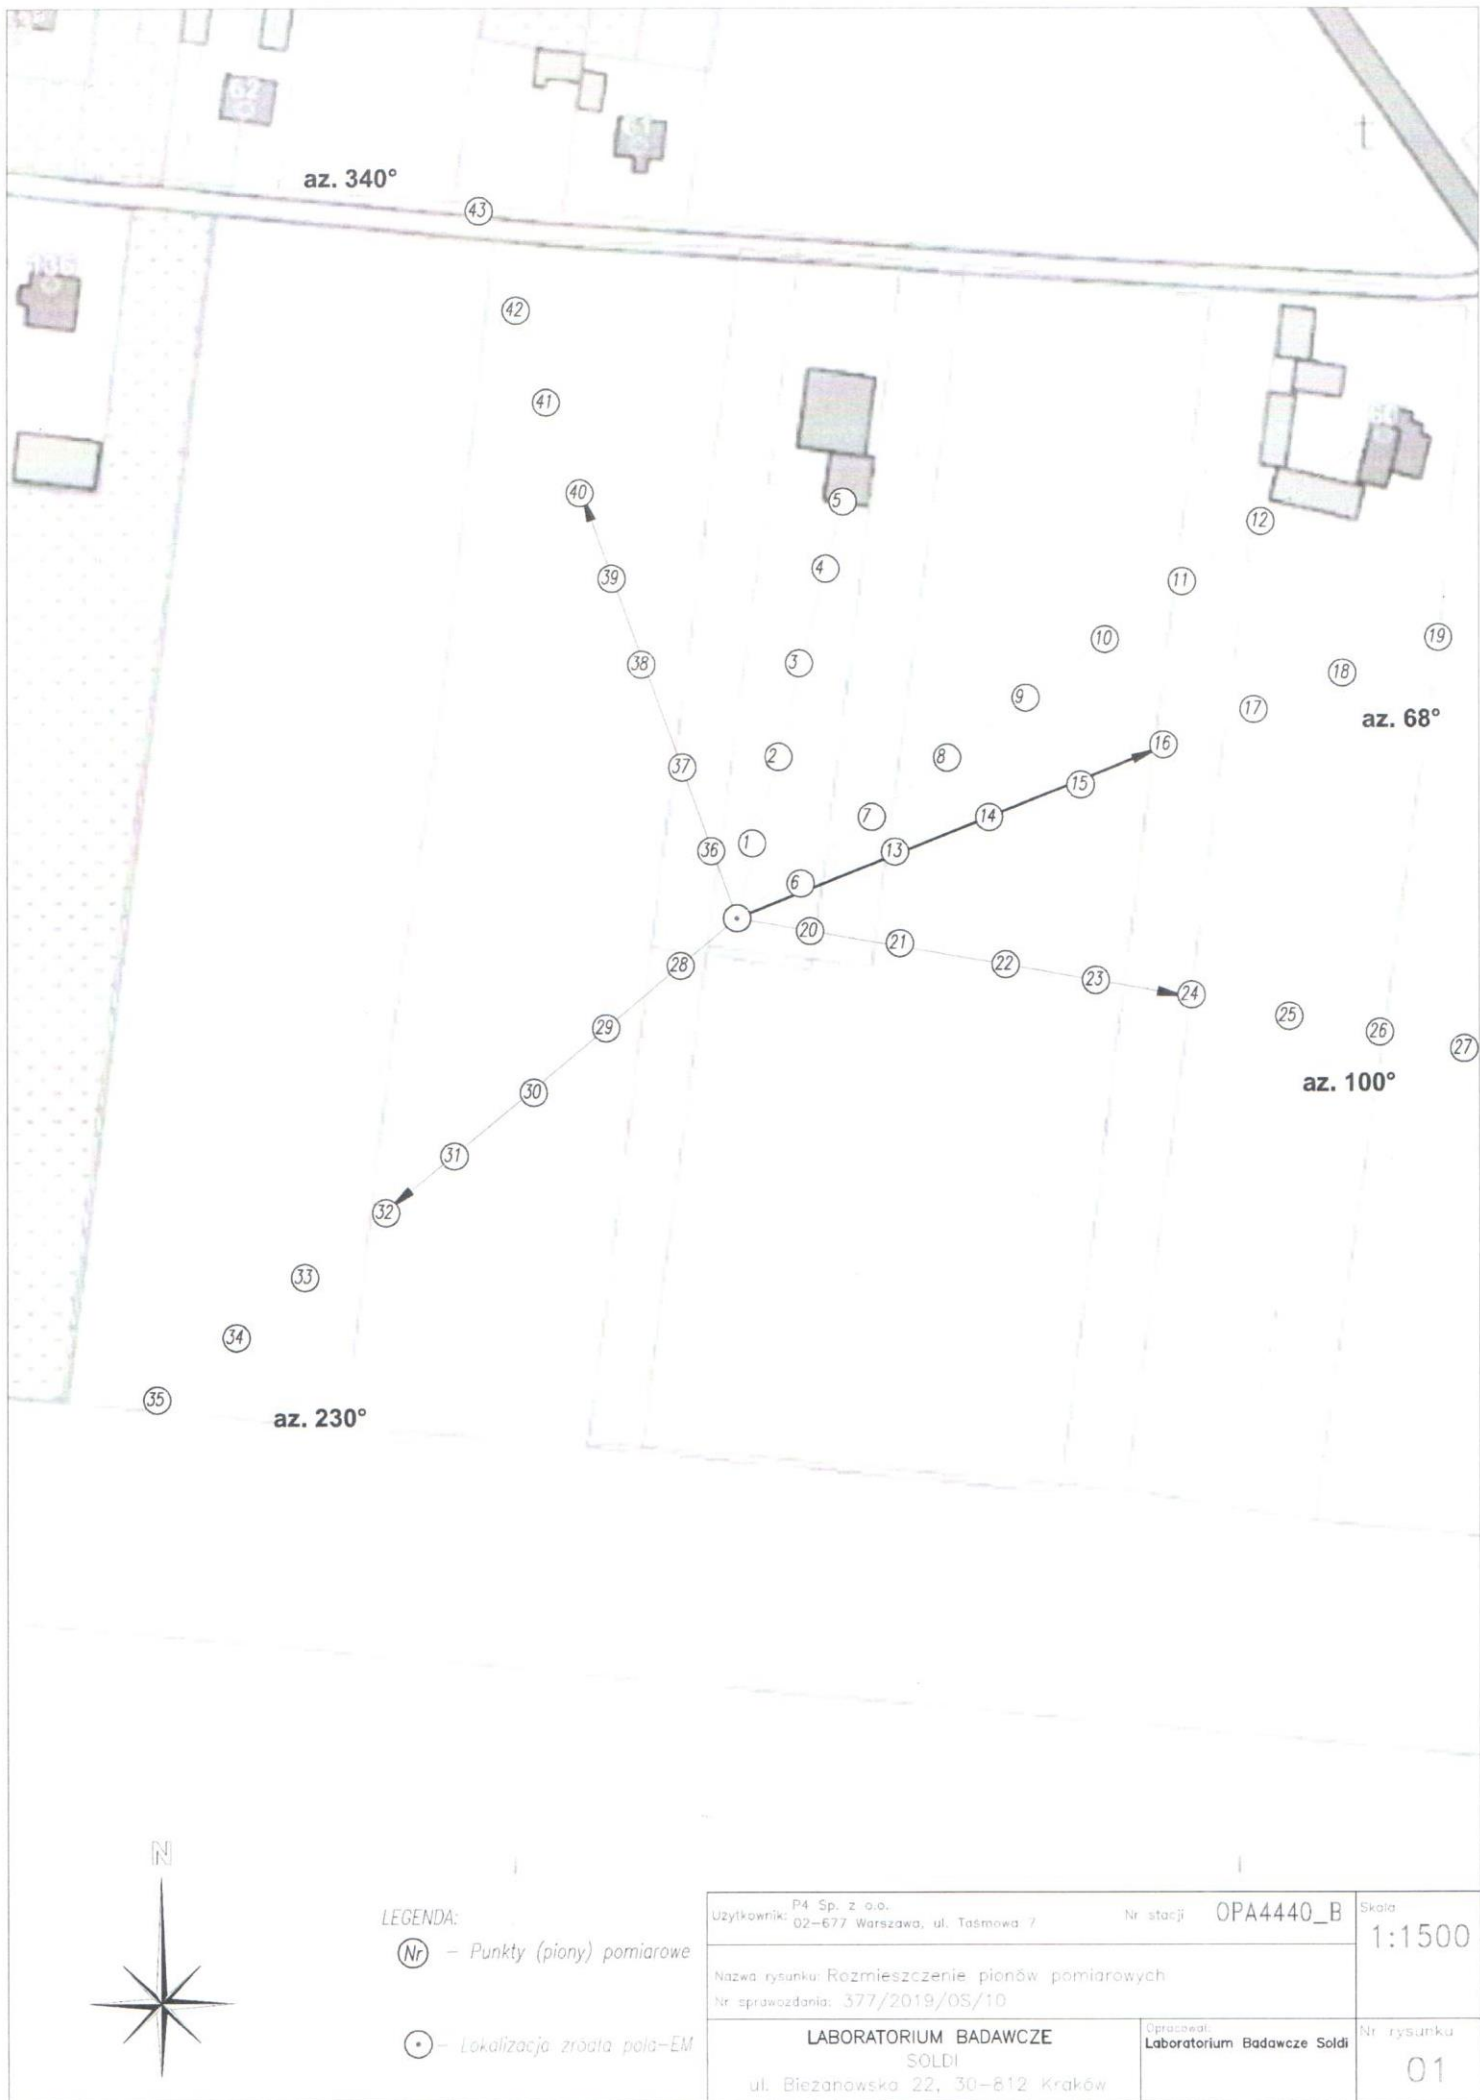 62
61
az. 340°
43
136
42
41
40
5
12
4
11
39
10
19
3
38
18
9
17
az. 68°
16
2
8
37
15
7
14
1
36
13
6
20
21
28
22
23
24
25
29
26
27
az. 100°
30
31
32
33
34
35
az. 230°
N
LEGENDA:
Nr – Punkty (piony) pomiarowe
– Lokalizacja źródła pola–EM
Użytkownik: P4 Sp. z o.o.
02–677 Warszawa, ul. Taśmowa 7
Nr stacji OPA4440_B
Skala
1:1500
Nazwa rysunku: Rozmieszczenie pionów pomiarowych
Nr sprawozdania: 377/2019/OS/10
LABORATORIUM BADAWCZE
SOLDI
ul. Bieżanowska 22, 30–812 Kraków
Opracował:
Laboratorium Badawcze Soldi
Nr rysunku
01